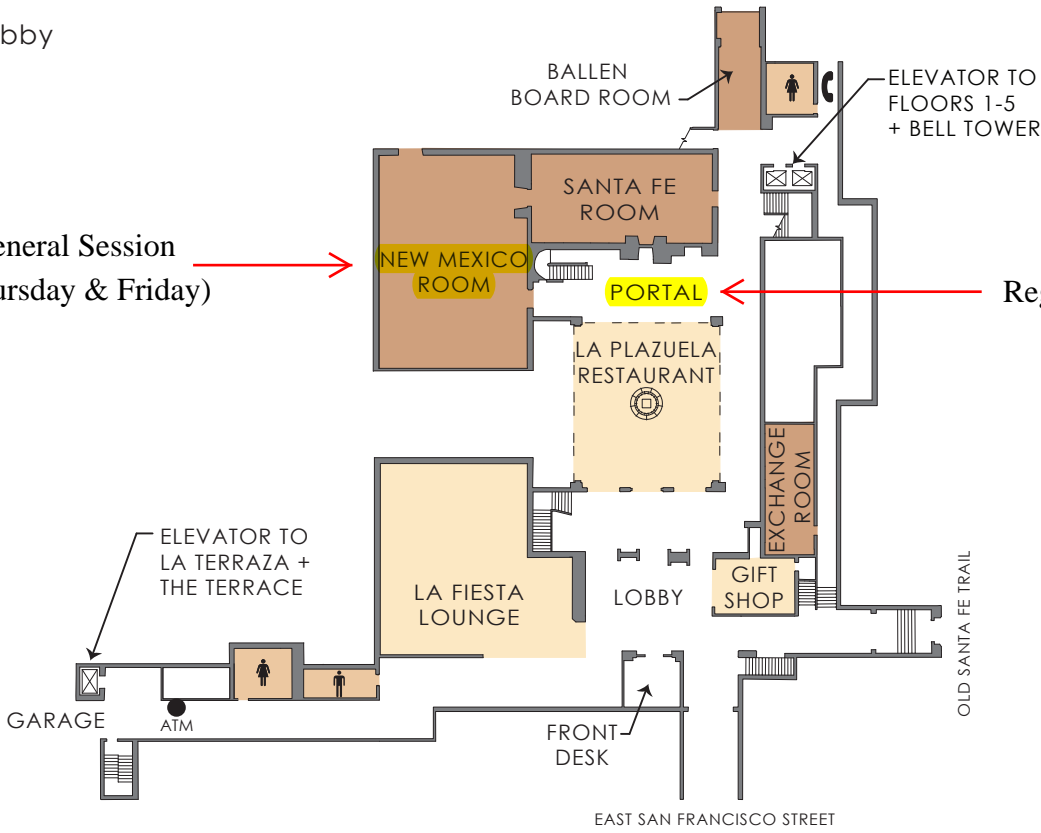 obby
BALLEN
BOARD ROOM
ELEVATOR TO
FLOORS 1-5
+ BELL TOWER
SANTA FE
ROOM
eneral Session
ursday & Friday)
NEW MEXICO
ROOM
PORTAL
Reg
LA PLAZUELA
RESTAURANT
EXCHANGE
ROOM
ELEVATOR TO
LA TERRAZA +
THE TERRACE
LA FIESTA
LOUNGE
LOBBY
GIFT
SHOP
OLD SANTA FE TRAIL
GARAGE
ATM
FRONT
DESK
EAST SAN FRANCISCO STREET